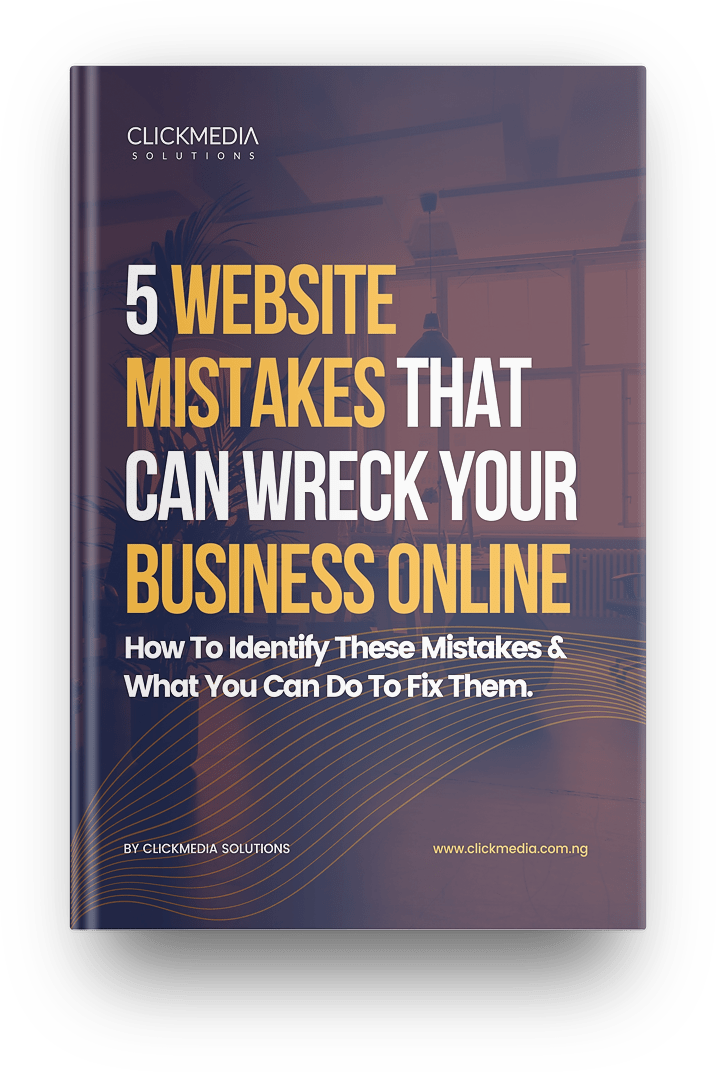 CLICKMEDIA
SOLUTIONS
5 WEBSITE
MISTAKES THAT
CAN WRECK YOUR
BUSINESS ONLINE
How To Identify These Mistakes &
What You Can Do To Fix Them.
BY CLICKMEDIA SOLUTIONS
www.clickmedia.com.ng